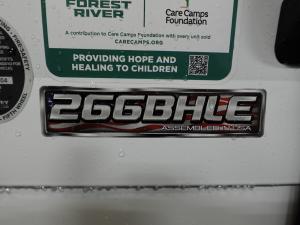 FOREST
RIVER
Care Camps
Foundation
A contribution to Care Camps Foundation with every unit sold
CARECAMPS.ORG
PROVIDING HOPE AND
HEALING TO CHILDREN
266BHLE
ASSEMBLED IN USA